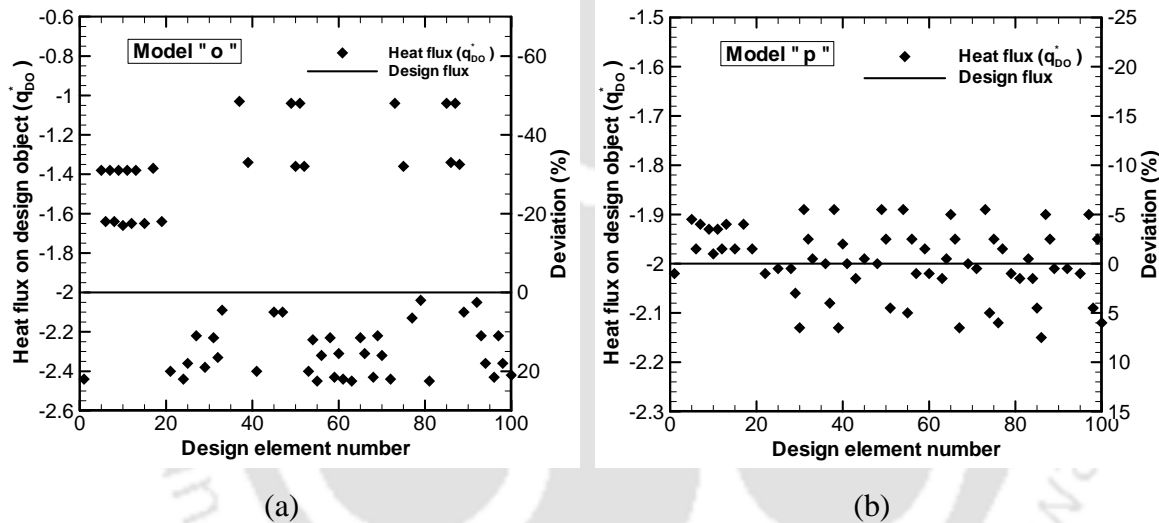 Model " o "
Heat flux (q*DO)
Design flux
Heat flux on design object (q*DO)
-0.6
-0.8
-1
-1.2
-1.4
-1.6
-1.8
-2
-2.2
-2.4
-2.6
0 20 40 60 80 100
Design element number
-60
-40
-20
0
20
Deviation (%)
(a)
Model " p "
Heat flux (q*DO)
Design flux
Heat flux on design object (q*DO)
-1.5
-1.6
-1.7
-1.8
-1.9
-2
-2.1
-2.2
-2.3
0 20 40 60 80 100
Design element number
-25
-20
-15
-10
-5
0
5
10
15
Deviation (%)
(b)